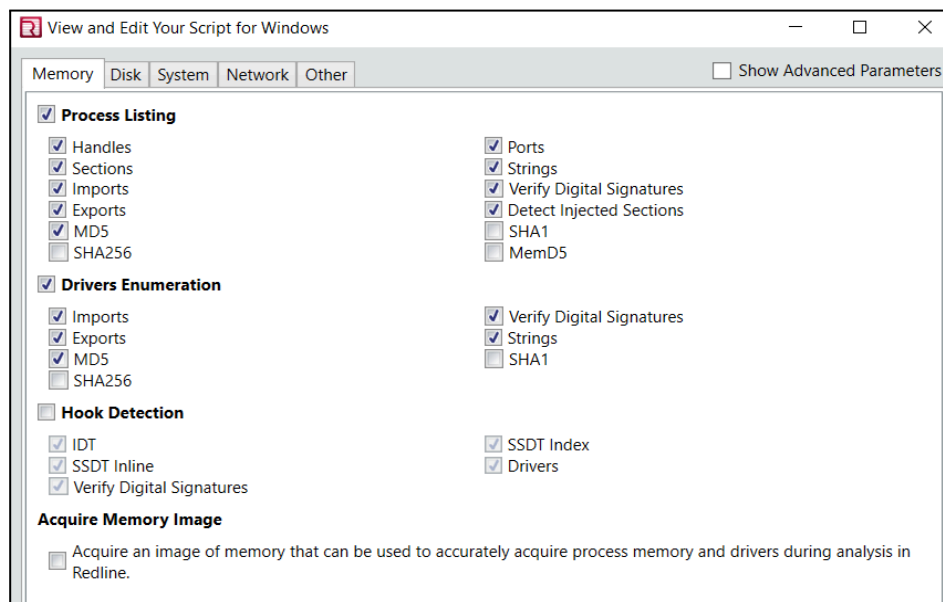 View and Edit Your Script for Windows
Memory Disk System Network Other Show Advanced Parameters
Process Listing
Handles Ports
Sections Strings
Imports Verify Digital Signatures
Exports Detect Injected Sections
MD5 SHA1
SHA256 MemD5
Drivers Enumeration
Imports Verify Digital Signatures
Exports Strings
MD5 SHA1
SHA256
Hook Detection
IDT SSDT Index
SSDT Inline Drivers
Verify Digital Signatures
Acquire Memory Image
Acquire an image of memory that can be used to accurately acquire process memory and drivers during analysis in
Redline.